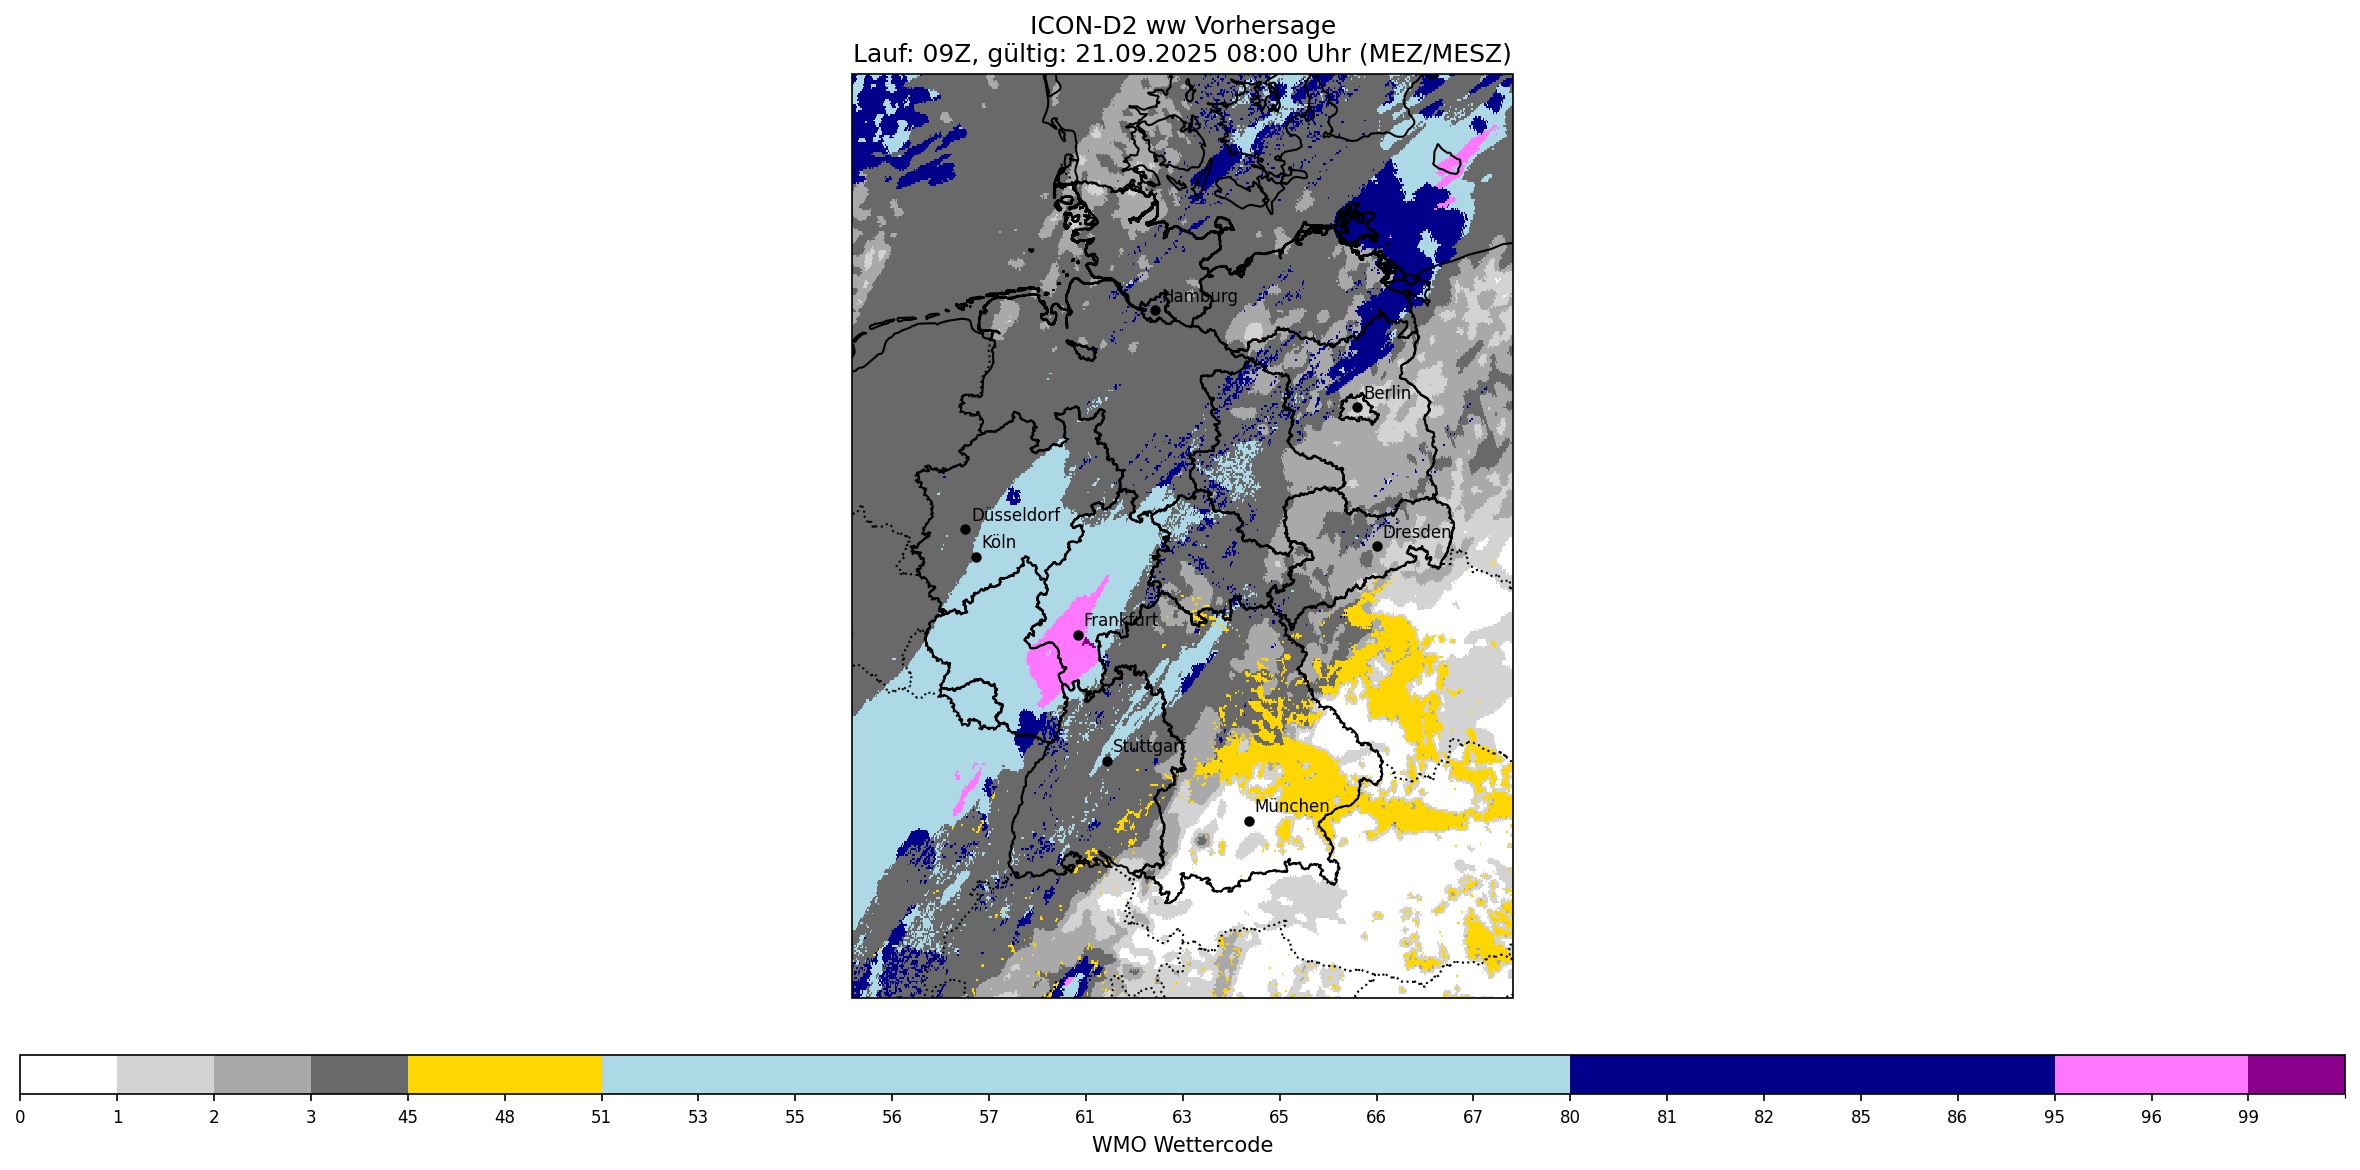 ICON-D2 ww Vorhersage
Lauf: 09Z, gültig: 21.09.2025 08:00 Uhr (MEZ/MESZ)
Hamburg
Berlin
Düsseldorf
Dresden
Köln
Frankfurt
Stuttgart
München
0 1 2 3 45 48 51 53 55 56 57 61 63 65 66 67 80 81 82 85 86 95 96 99
WMO Wettercode